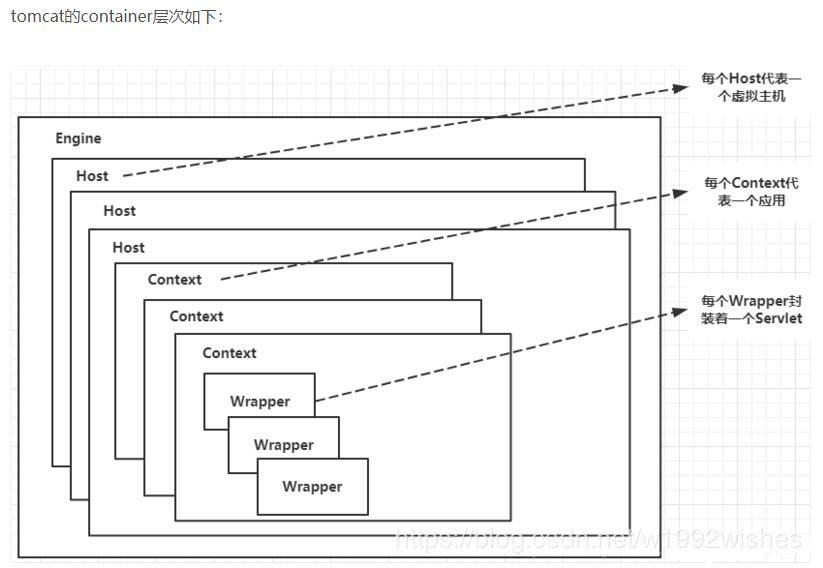 tomcat的container层次如下：
每个Host代表一
个虚拟主机
Engine
Host
每个Context代
表一个应用
Host
Host
Context
每个Wrapper封
装着一个Servlet
Context
Context
Wrapper
Wrapper
Wrapper
https://blog.csdn.net/w1992wishes